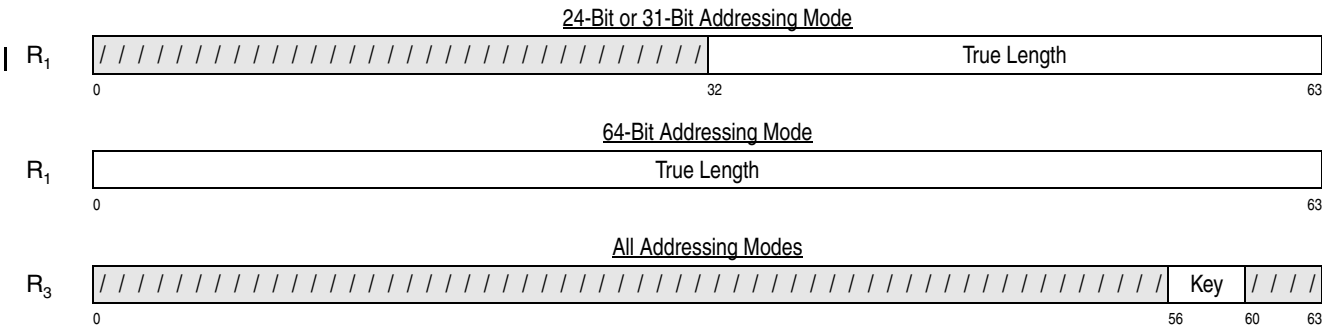 24-Bit or 31-Bit Addressing Mode
R₁ / / / / / / / / / / / / / / / / / / / / / / / / / / / / / / / / / / / / True Length
0 32 63
64-Bit Addressing Mode
R₁ True Length
0 63
All Addressing Modes
R₃ / / / / / / / / / / / / / / / / / / / / / / / / / / / / / / / / / / / / / / / / / / / / / / / / / / / / / / / / / / / / / / / Key / / / /
0 56 60 63